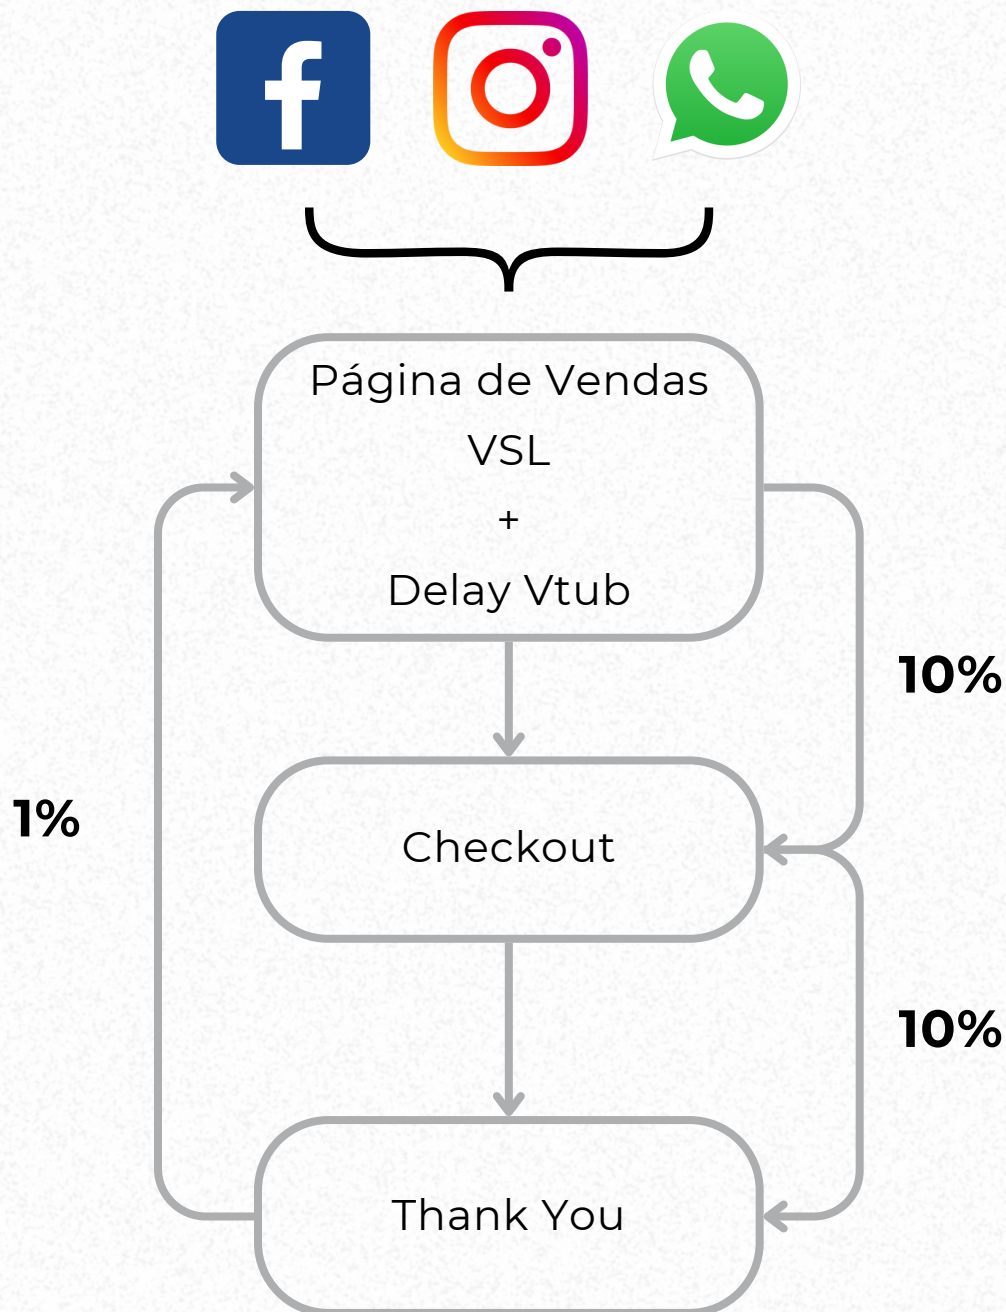 Página de Vendas
VSL
+
Delay Vtub
10%
1%
Checkout
10%
Thank You